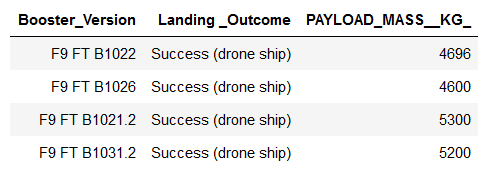 Booster_Version Landing _Outcome PAYLOAD_MASS__KG_
F9 FT B1022 Success (drone ship) 4696
F9 FT B1026 Success (drone ship) 4600
F9 FT B1021.2 Success (drone ship) 5300
F9 FT B1031.2 Success (drone ship) 5200